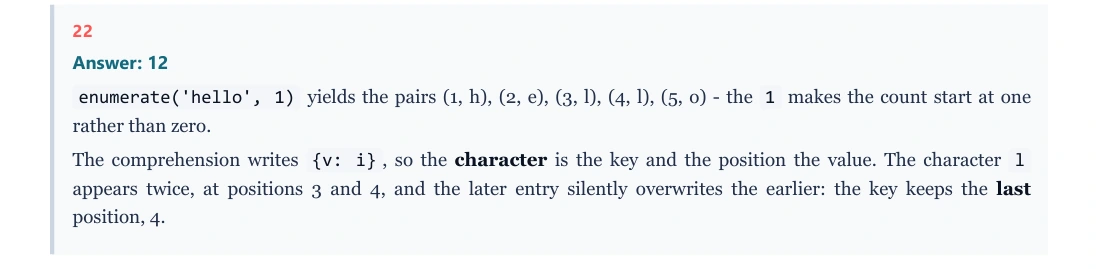 22
Answer: 12
enumerate('hello', 1) yields the pairs (1, h), (2, e), (3, l), (4, l), (5, o) - the 1 makes the count start at one
rather than zero.
The comprehension writes {v: i}, so the character is the key and the position the value. The character l
appears twice, at positions 3 and 4, and the later entry silently overwrites the earlier: the key keeps the last
position, 4.